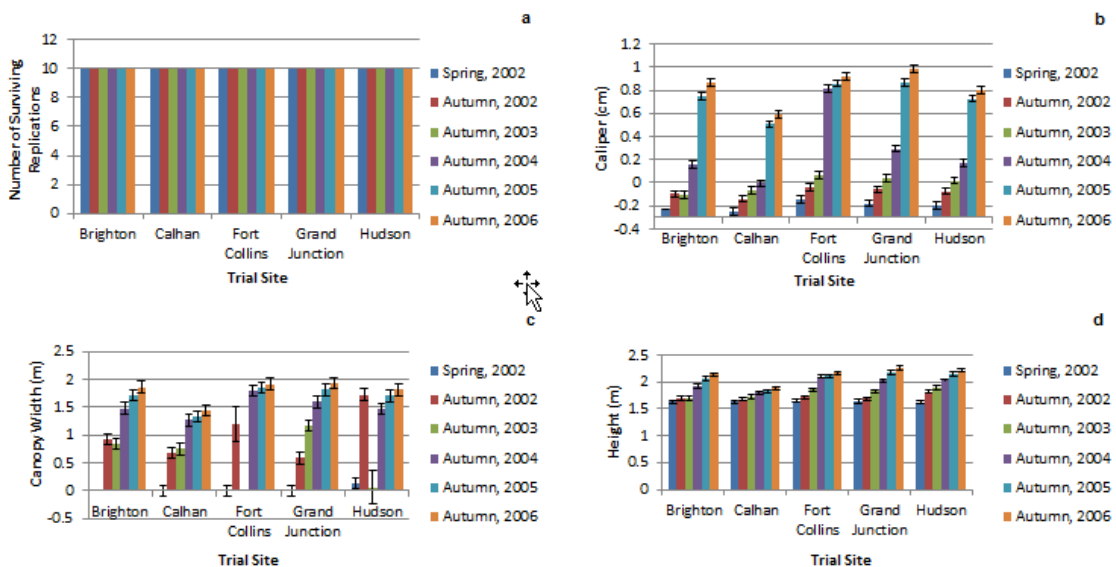 a
12
10
8
6
4
2
0
Number of Surviving
Replications
Brighton
Calhan
Fort
Collins
Grand
Junction
Hudson
Trial Site
Spring, 2002
Autumn, 2002
Autumn, 2003
Autumn, 2004
Autumn, 2005
Autumn, 2006
b
1.2
1
0.8
0.6
0.4
0.2
0
-0.2
-0.4
Caliper (cm)
Brighton
Calhan
Fort
Collins
Grand
Junction
Hudson
Trial Site
Spring, 2002
Autumn, 2002
Autumn, 2003
Autumn, 2004
Autumn, 2005
Autumn, 2006
c
2.5
2
1.5
1
0.5
0
-0.5
Canopy Width (m)
Brighton
Calhan
Fort
Collins
Grand
Junction
Hudson
Trial Site
Spring, 2002
Autumn, 2002
Autumn, 2003
Autumn, 2004
Autumn, 2005
Autumn, 2006
d
2.5
2
1.5
1
0.5
0
Height (m)
Brighton
Calhan
Fort
Collins
Grand
Junction
Hudson
Trial Site
Spring, 2002
Autumn, 2002
Autumn, 2003
Autumn, 2004
Autumn, 2005
Autumn, 2006